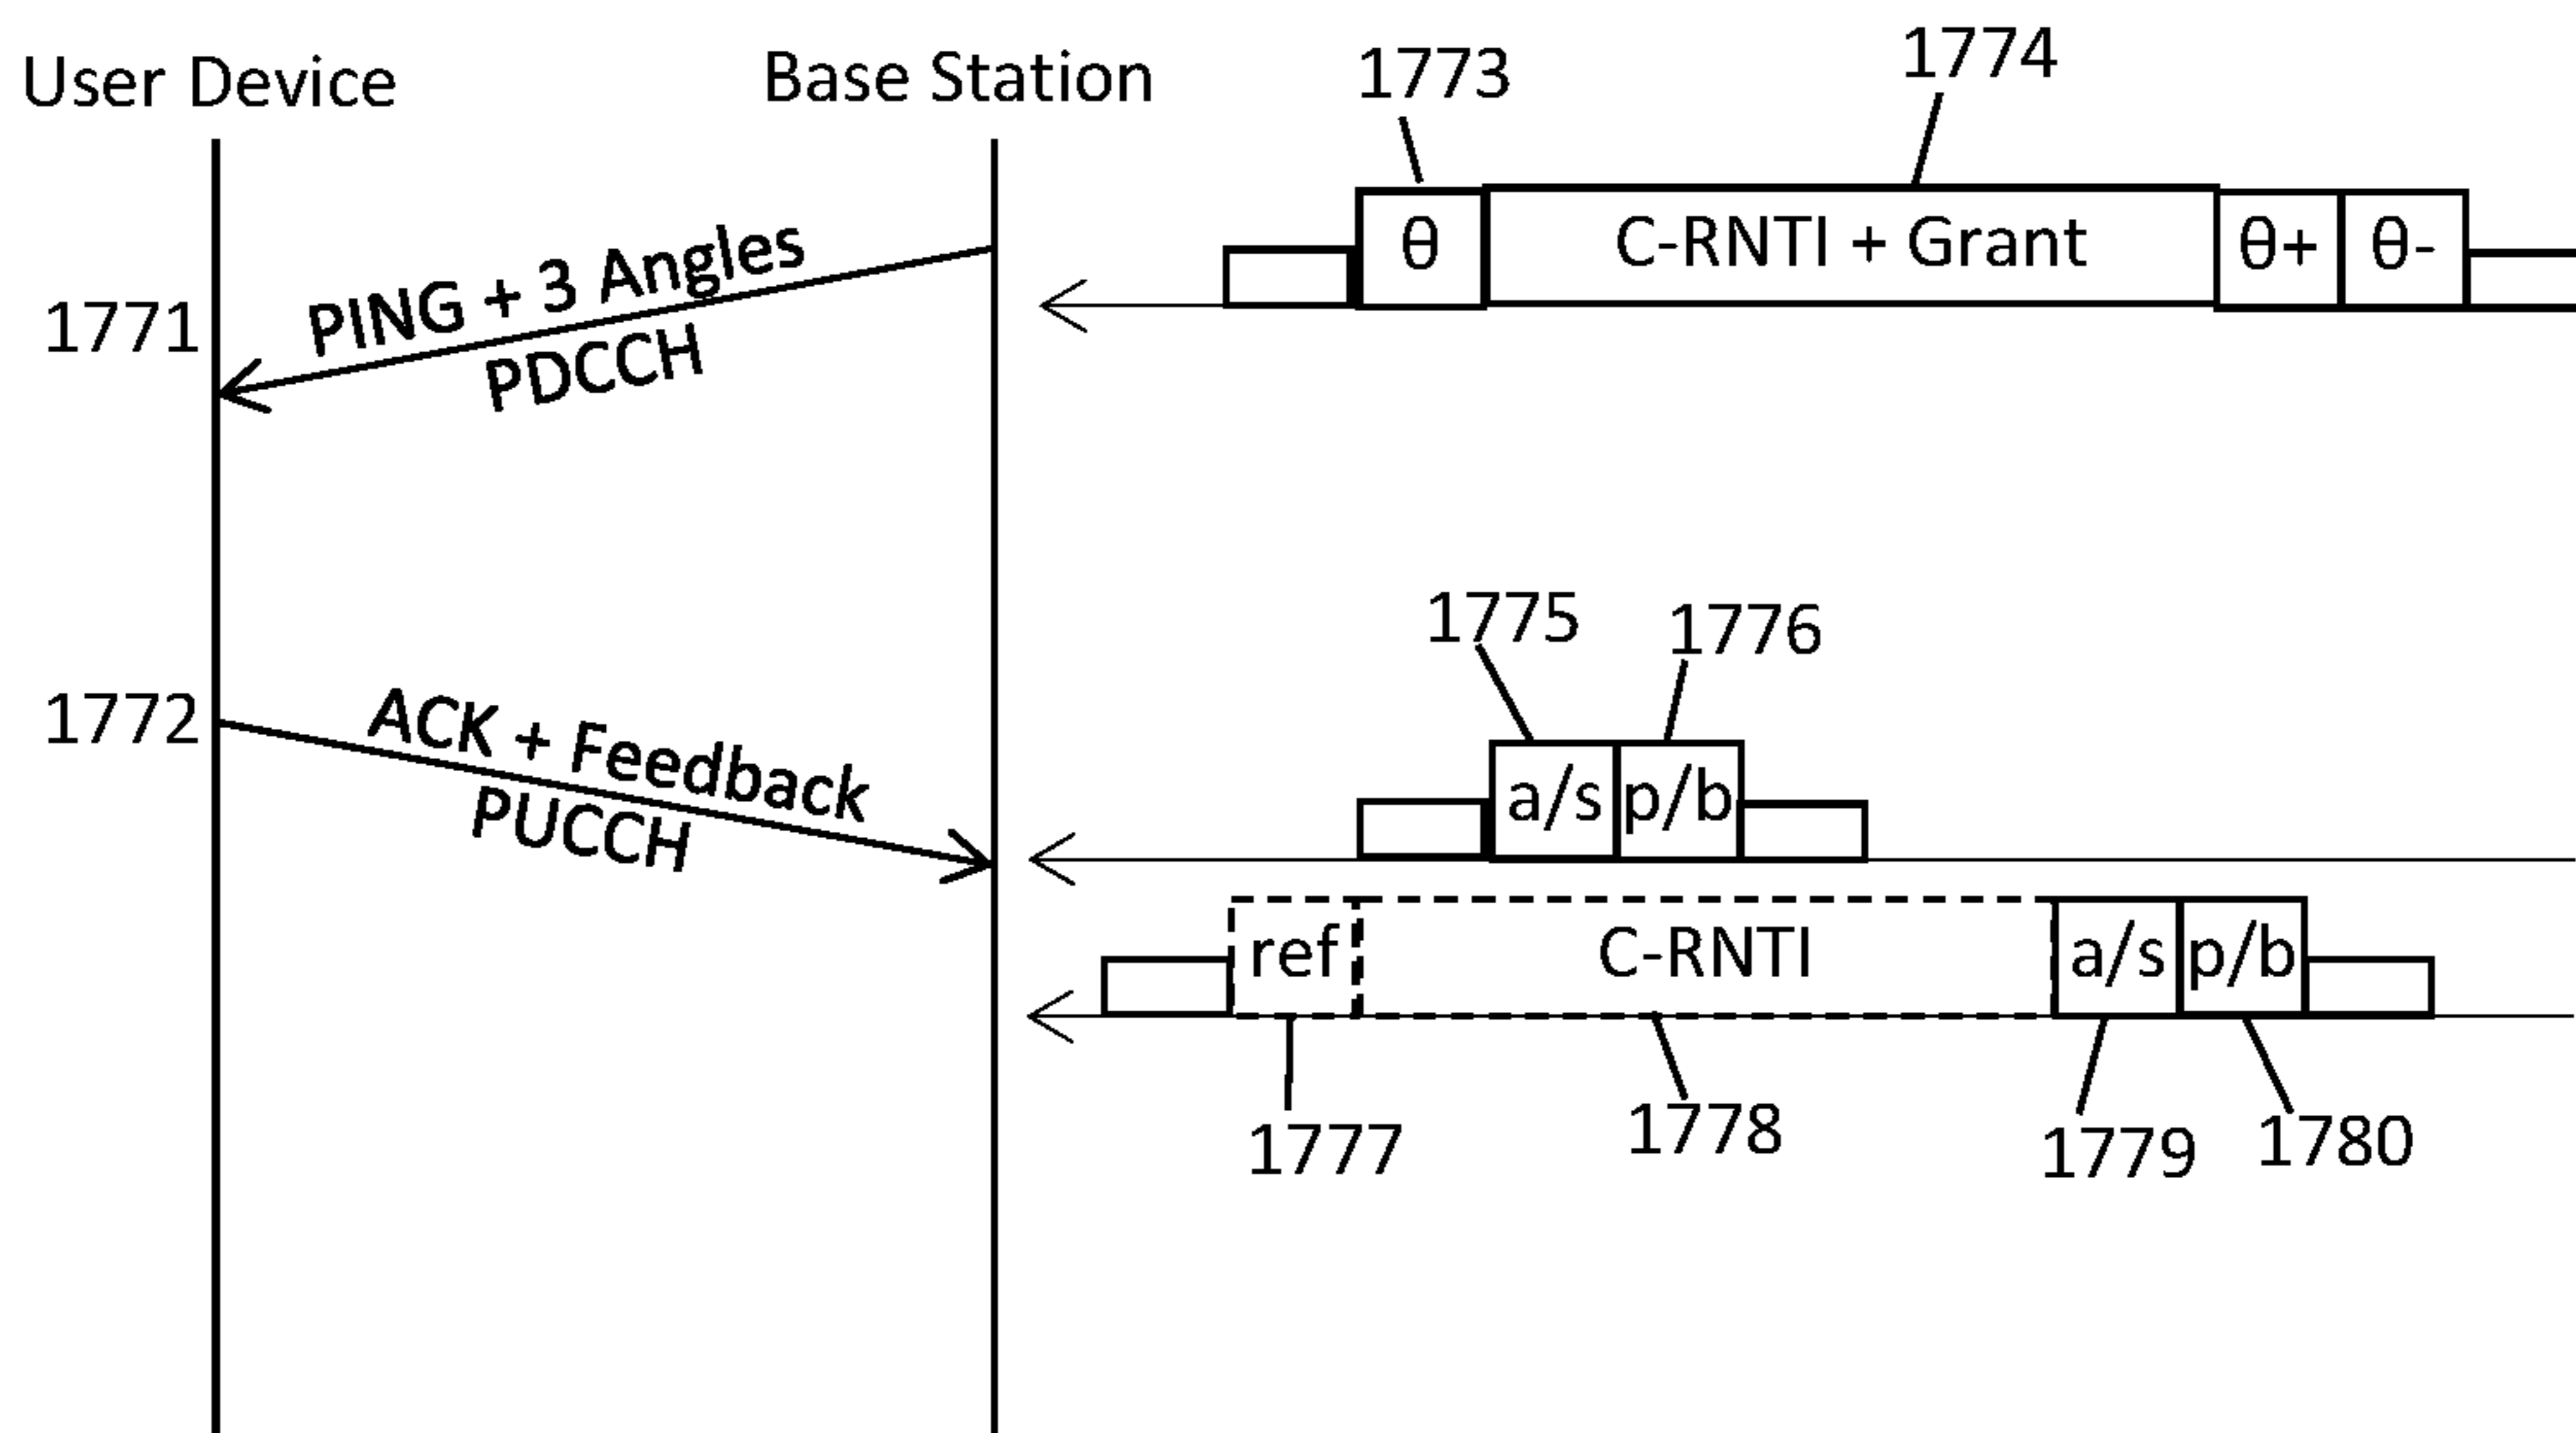 User Device
Base Station
1773
1774
θ
C-RNTI + Grant
θ+
θ-
PING + 3 Angles
PDCCH
1771
1775
1776
1772
ACK + Feedback
PUCCH
a/s
p/b
ref
C-RNTI
a/s
p/b
1777
1778
1779
1780